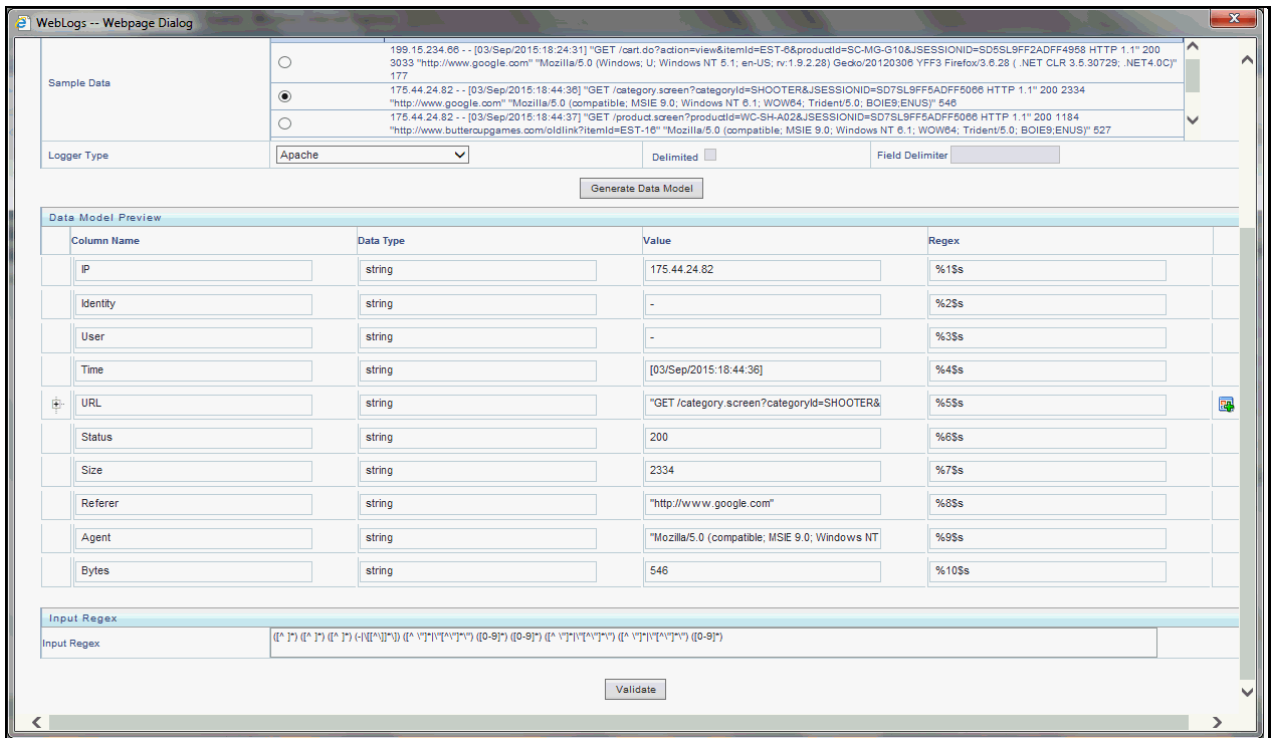 WebLogs -- Webpage Dialog
Sample Data
199.15.234.66 - - [03/Sep/2015:18:24:31] "GET /cart.do?action=view&itemId=EST-6&productId=SC-MG-G10&JSESSIONID=SD5SL9FF2ADFF4958 HTTP 1.1" 200
3033 "http://www.google.com" "Mozilla/5.0 (Windows; U; Windows NT 5.1; en-US; rv:1.9.2.28) Gecko/20120306 YFF3 Firefox/3.6.28 ( .NET CLR 3.5.30729; .NET4.0C)"
177
175.44.24.82 - - [03/Sep/2015:18:44:36] "GET /category.screen?categoryId=SHOOTER&JSESSIONID=SD7SL9FF5ADFF5066 HTTP 1.1" 200 2334
"http://www.google.com" "Mozilla/5.0 (compatible; MSIE 9.0; Windows NT 6.1; WOW64; Trident/5.0; BOIE9;ENUS)" 546
175.44.24.82 - - [03/Sep/2015:18:44:37] "GET /product.screen?productId=WC-SH-A02&JSESSIONID=SD7SL9FF5ADFF5066 HTTP 1.1" 200 1184
"http://www.buttercupgames.com/oldlink?itemId=EST-16" "Mozilla/5.0 (compatible; MSIE 9.0; Windows NT 6.1; WOW64; Trident/5.0; BOIE9;ENUS)" 527
Logger Type Apache Delimited Field Delimiter
Generate Data Model
Data Model Preview
Column Name Data Type Value Regex
IP string 175.44.24.82 %1$s
Identity string - %2$s
User string - %3$s
Time string [03/Sep/2015:18:44:36] %4$s
URL string "GET /category.screen?categoryId=SHOOTER& %5$s
Status string 200 %6$s
Size string 2334 %7$s
Referer string "http://www.google.com" %8$s
Agent string "Mozilla/5.0 (compatible; MSIE 9.0; Windows NT %9$s
Bytes string 546 %10$s
Input Regex
Input Regex ([^ ]*) ([^ ]*) ([^ ]*) (-|\[[^\]]*\]) ([^ \"]*|\"[^\"]*\") ([0-9]*) ([0-9]*) ([^ \"]*|\"[^\"]*\") ([^ \"]*|\"[^\"]*\") ([0-9]*)
Validate